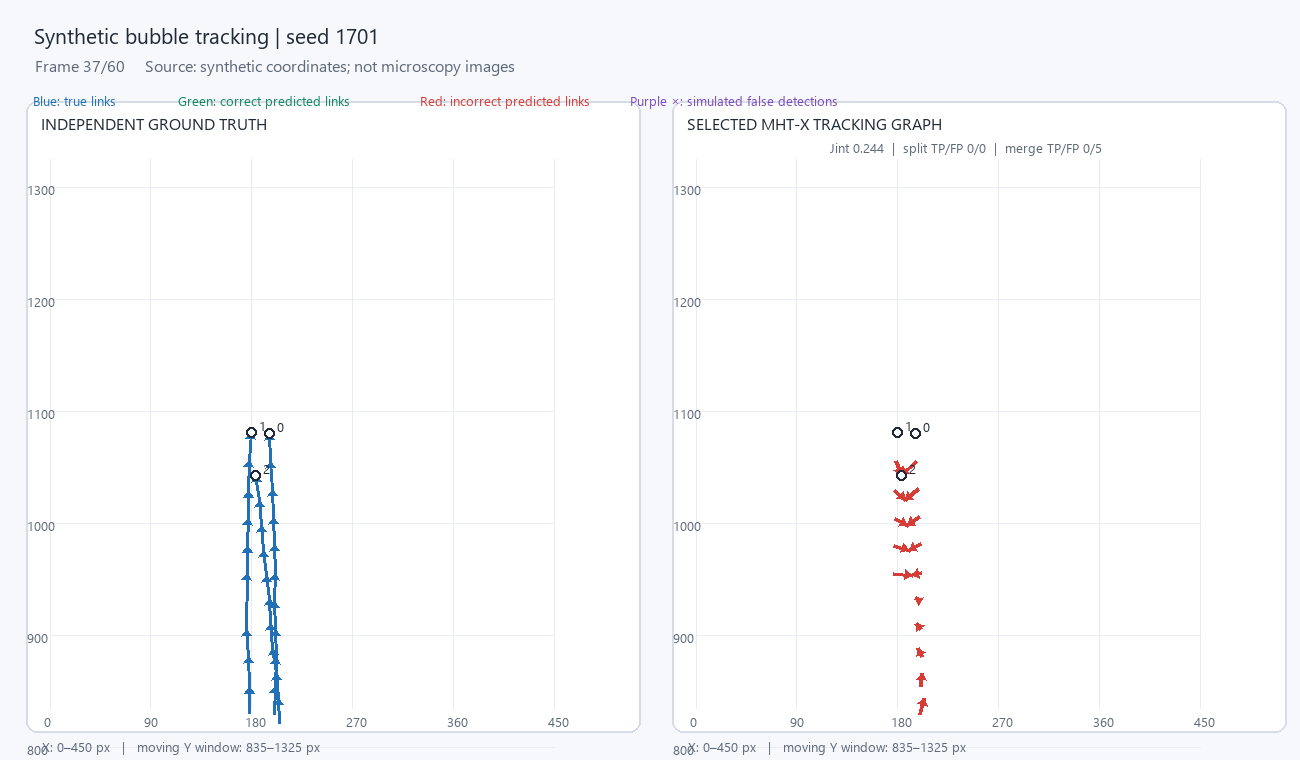 Synthetic bubble tracking | seed 1701
Frame 37/60 Source: synthetic coordinates; not microscopy images
Blue: true links Green: correct predicted links Red: incorrect predicted links Purple ×: simulated false detections
INDEPENDENT GROUND TRUTH
1300
1200
1100
1000
900
800
1 0
2
0 90 180 270 360 450
X: 0–450 px | moving Y window: 835–1325 px
SELECTED MHT-X TRACKING GRAPH
Jint 0.244 | split TP/FP 0/0 | merge TP/FP 0/5
1300
1200
1100
1000
900
800
1 0
2
0 90 180 270 360 450
X: 0–450 px | moving Y window: 835–1325 px